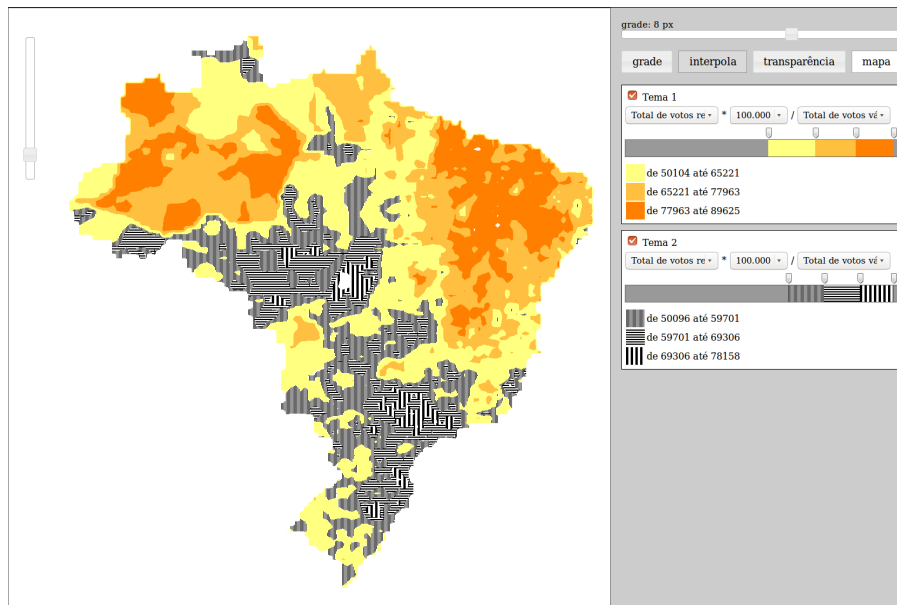 grade: 8 px
grade interpola transparência mapa
Tema 1
Total de votos re * 100.000 / Total de votos vá
de 50104 até 65221
de 65221 até 77963
de 77963 até 89625
Tema 2
Total de votos re * 100.000 / Total de votos vá
de 50096 até 59701
de 59701 até 69306
de 69306 até 78158